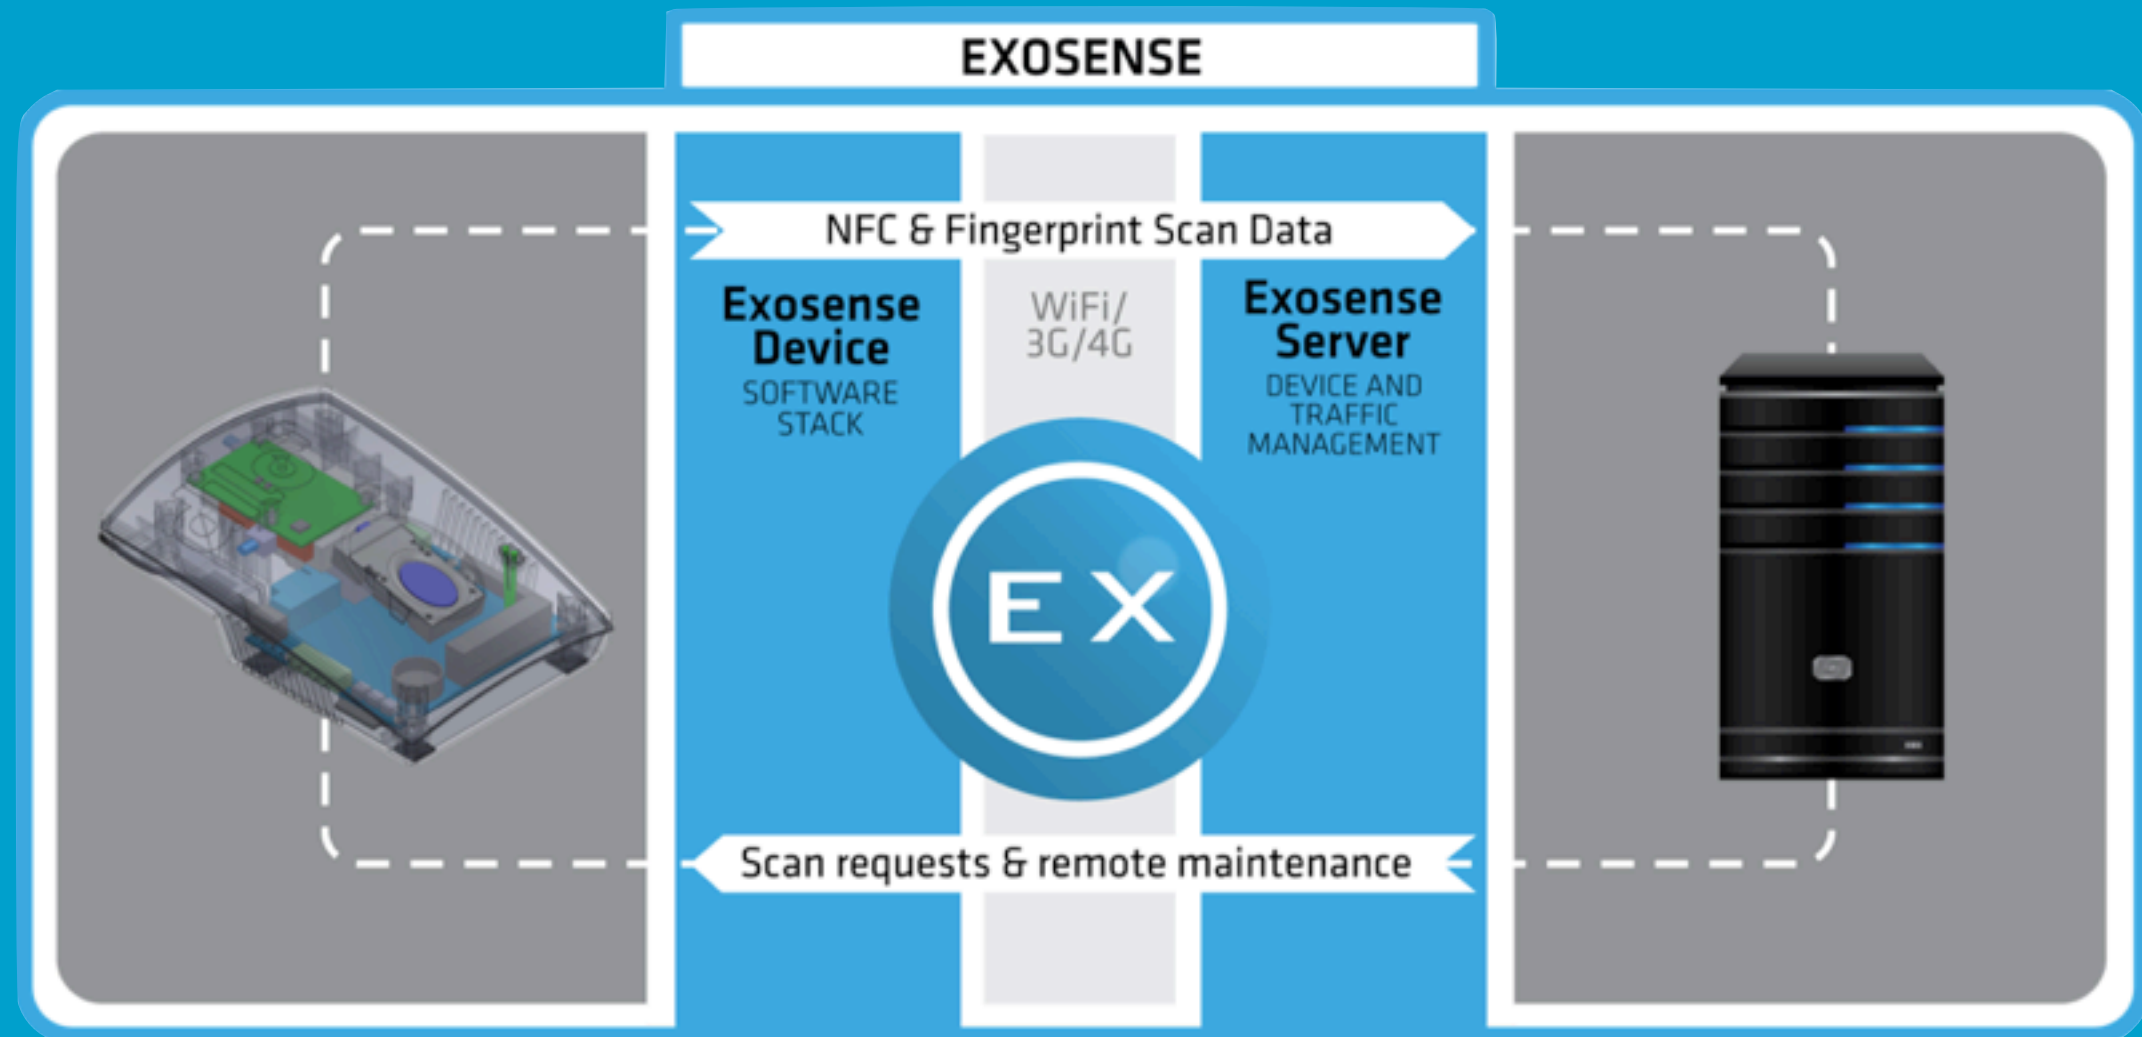 EXOSENSE
NFC & Fingerprint Scan Data
Exosense
Device
SOFTWARE
STACK
WiFi/
3G/4G
Exosense
Server
DEVICE AND
TRAFFIC
MANAGEMENT
EX
Scan requests & remote maintenance